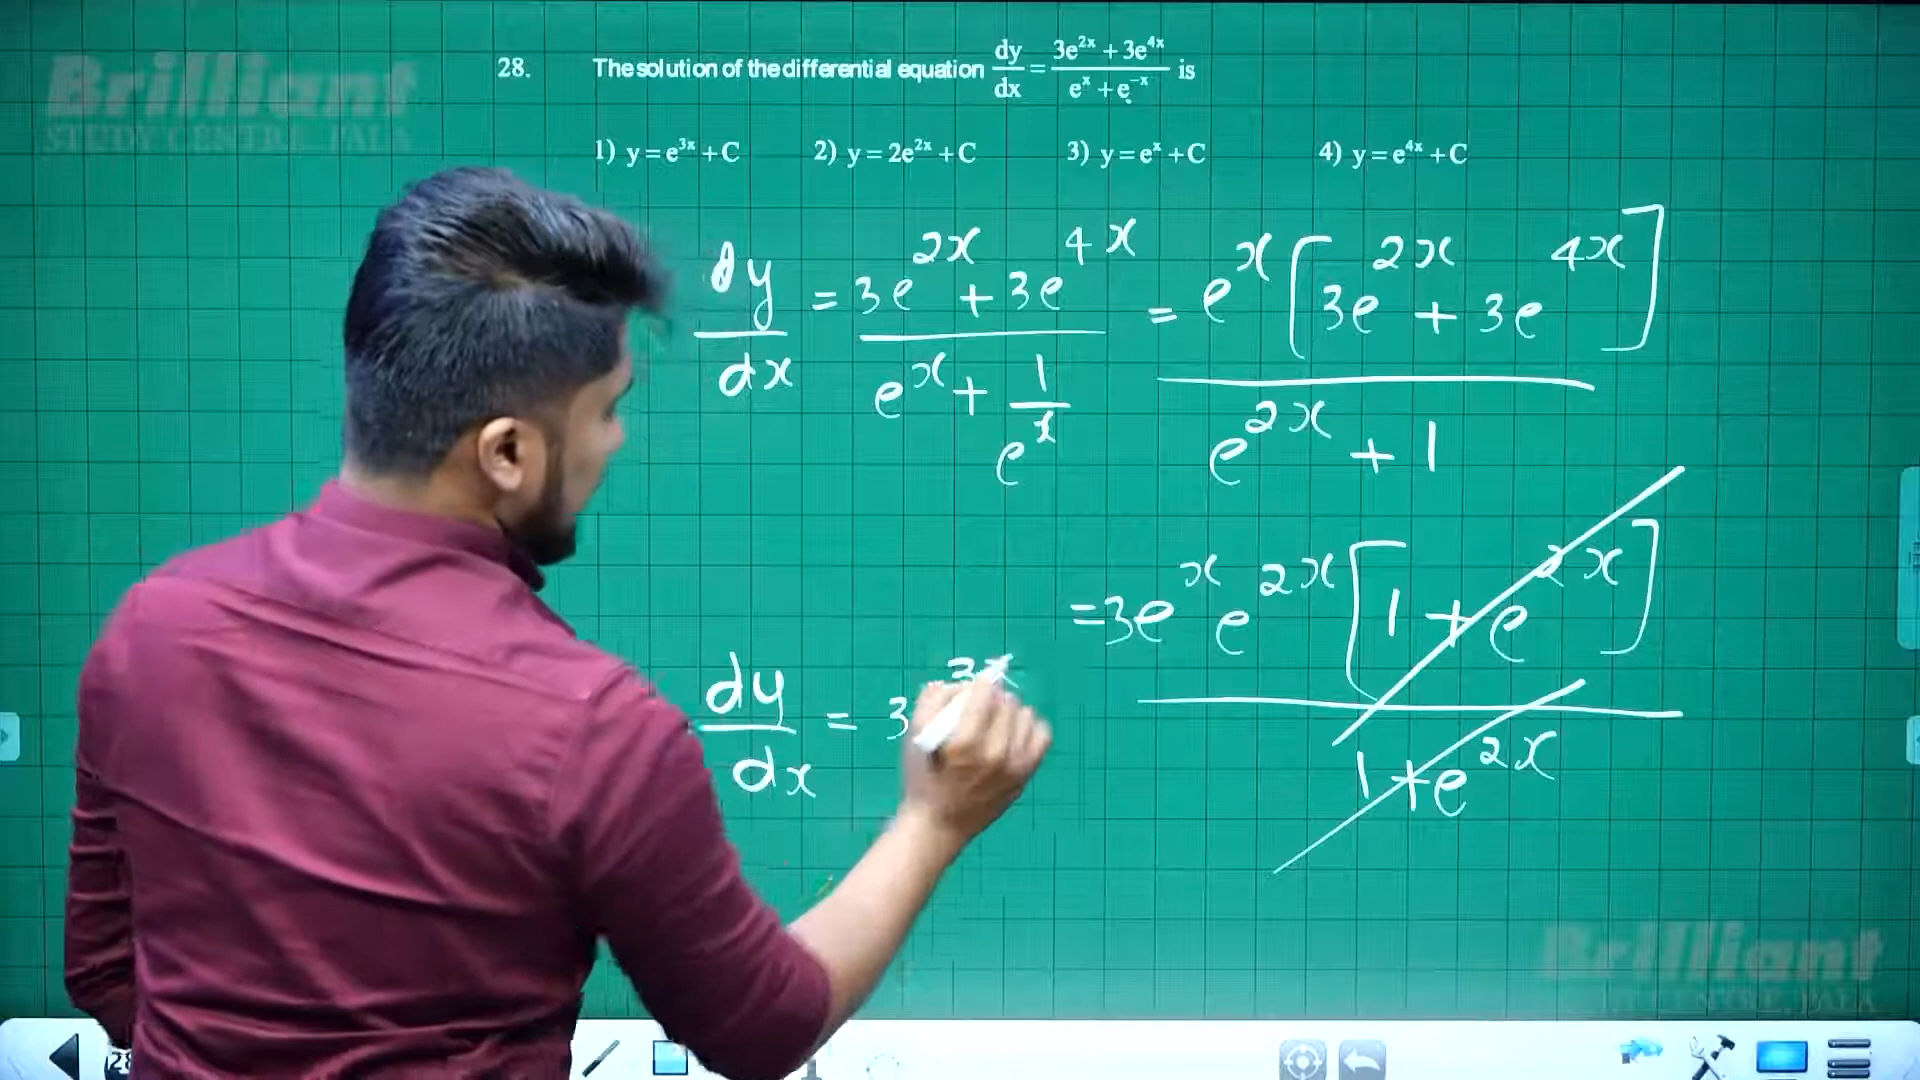 Brilliant
STUDY CENTRE, PALA
28. The solution of the differential equation dy/dx = (3e^{2x} + 3e^{4x})/(e^x + e^{-x}) is
1) y = e^{3x} + C 2) y = 2e^{2x} + C 3) y = e^x + C 4) y = e^{4x} + C
dy/dx = (3e^{2x} + 3e^{4x})/(e^x + 1/e^x) = e^x[3e^{2x} + 3e^{4x}]/(e^{2x} + 1)
= 3e^x e^{2x}[1 + e^{2x}]/(1 + e^{2x})
dy/dx = 3 3x
Brilliant